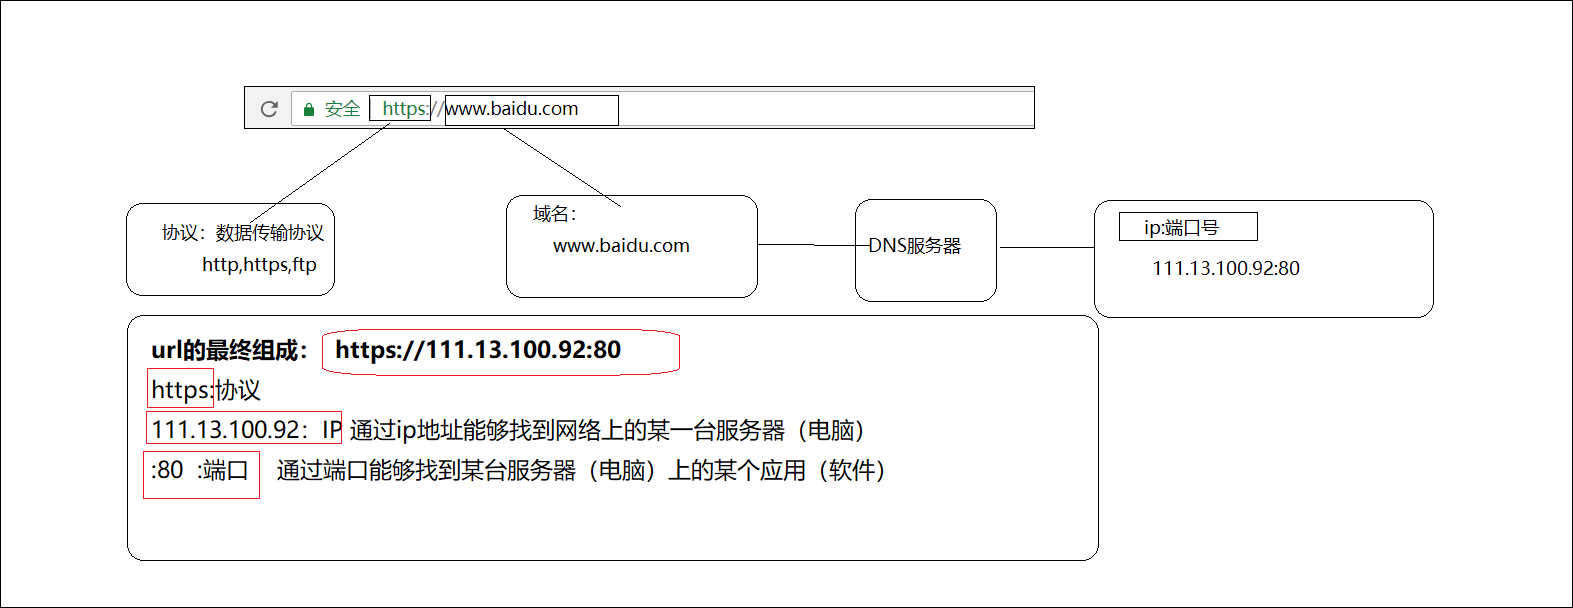 安全 https://www.baidu.com
协议：数据传输协议
http,https,ftp
域名：
www.baidu.com
DNS服务器
ip:端口号
111.13.100.92:80
url的最终组成： https://111.13.100.92:80
https:协议
111.13.100.92：IP 通过ip地址能够找到网络上的某一台服务器（电脑）
:80 :端口 通过端口能够找到某台服务器（电脑）上的某个应用（软件）